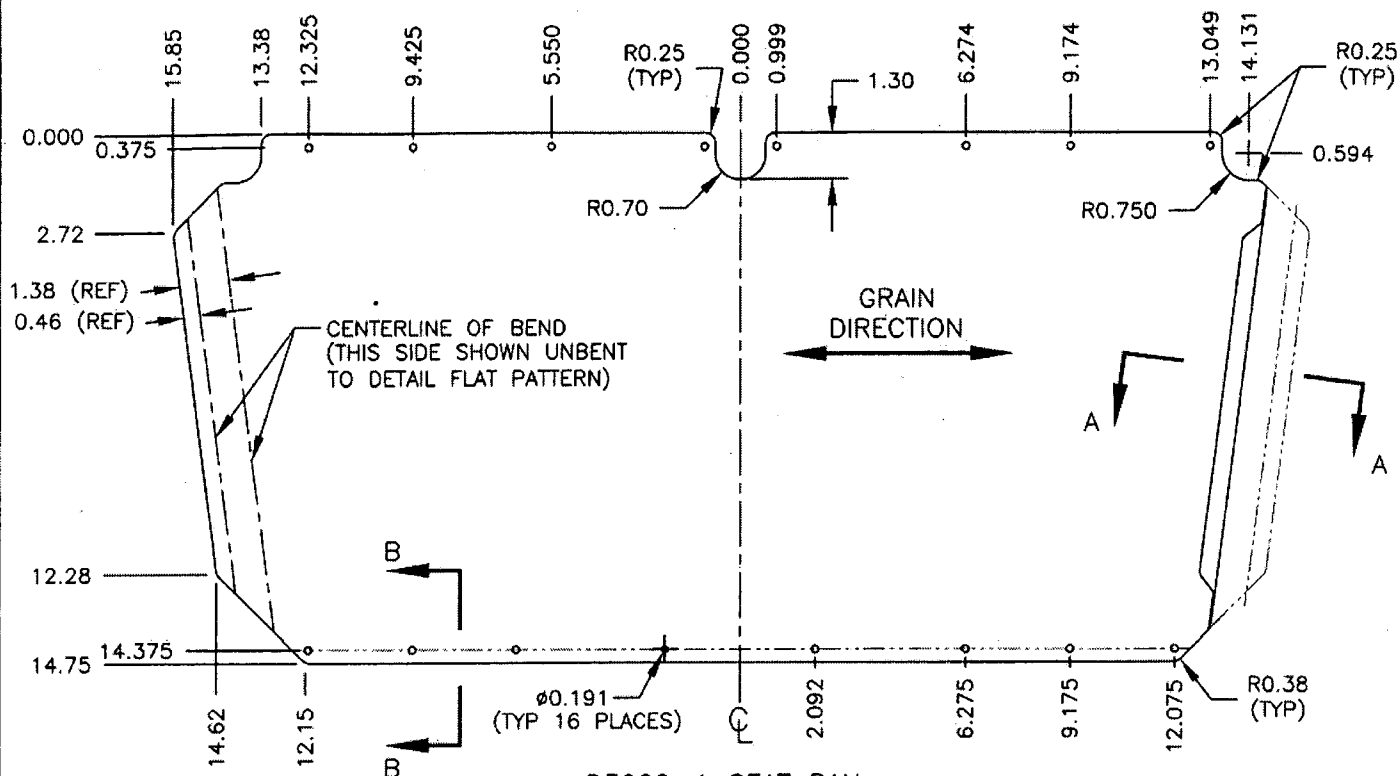 15.85
13.38
12.325
9.425
5.550
R0.25
(TYP)
0.000
0.999
1.30
6.274
9.174
13.049
14.131
R0.25
(TYP)
0.000
0.375
0.594
R0.70
R0.750
2.72
1.38 (REF)
0.46 (REF)
CENTERLINE OF BEND
(THIS SIDE SHOWN UNBENT
TO DETAIL FLAT PATTERN)
GRAIN
DIRECTION
A
A
B
12.28
14.375
14.75
Ø0.191
(TYP 16 PLACES)
R0.38
(TYP)
14.62
12.15
B
℄
2.092
6.275
9.175
12.075